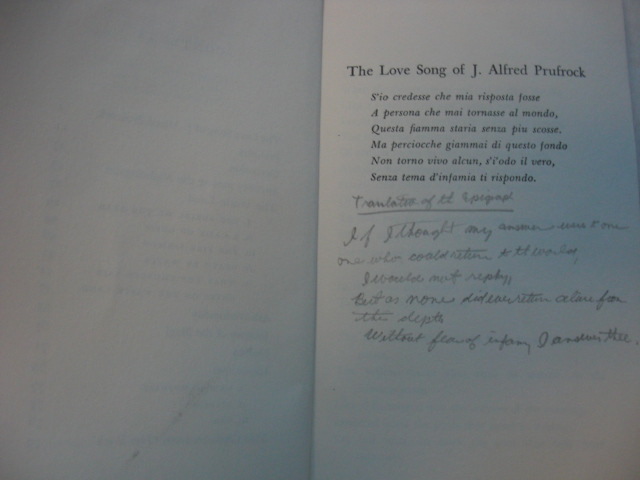 The Love Song of J. Alfred Prufrock
S'io credesse che mia risposta fosse
A persona che mai tornasse al mondo,
Questa fiamma staria senza piu scosse.
Ma perciocche giammai di questo fondo
Non torno vivo alcun, s'i'odo il vero,
Senza tema d'infamia ti rispondo.
Translation of the Epigraph
If I thought my answer were to one
one who could return to the world,
I would not reply,
But as none did ever return alive from
this depth
Without fear of infamy I answer thee.